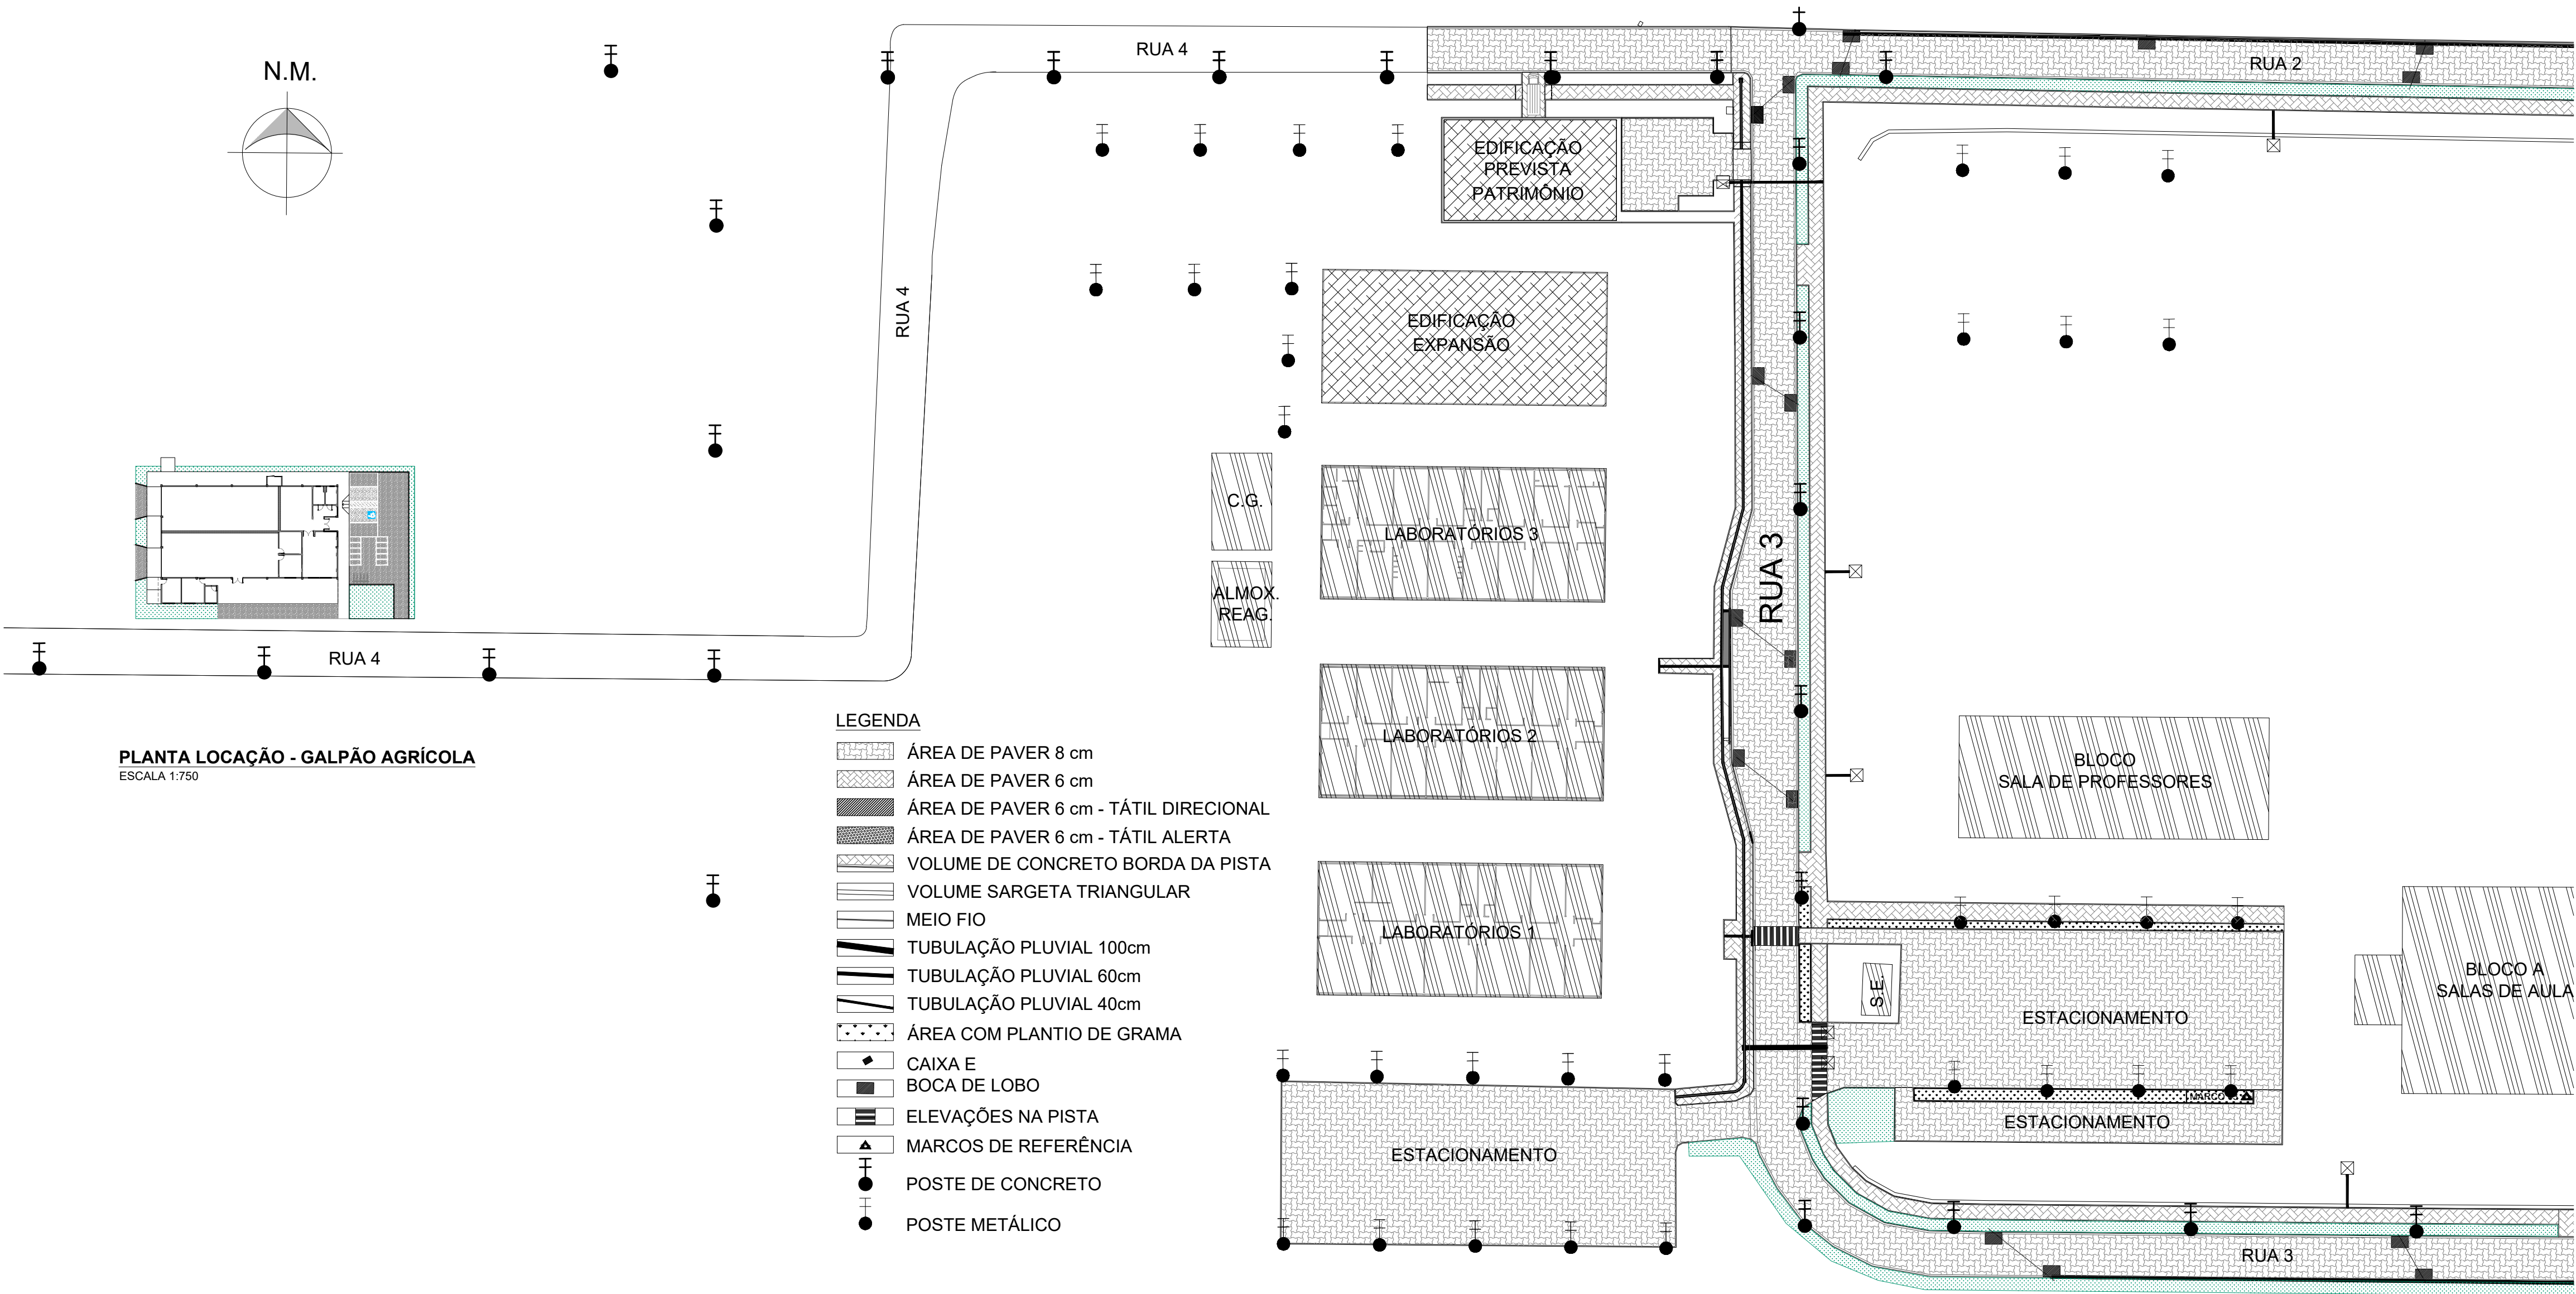 N.M.
RUA 4
RUA 2
EDIFICAÇÃO
PREVISTA
PATRIMÔNIO
RUA 4
EDIFICAÇÃO
EXPANSÃO
C.G.
LABORATÓRIOS 3
RUA 3
ALMOX.
REAG.
RUA 4
PLANTA LOCAÇÃO - GALPÃO AGRÍCOLA
ESCALA 1:750
LABORATÓRIOS 2
BLOCO
SALA DE PROFESSORES
LABORATÓRIOS 1
S.E.
BLOCO A
SALAS DE AULA
ESTACIONAMENTO
MARCO
ESTACIONAMENTO
ESTACIONAMENTO
RUA 3
LEGENDA
ÁREA DE PAVER 8 cm
ÁREA DE PAVER 6 cm
ÁREA DE PAVER 6 cm - TÁTIL DIRECIONAL
ÁREA DE PAVER 6 cm - TÁTIL ALERTA
VOLUME DE CONCRETO BORDA DA PISTA
VOLUME SARGETA TRIANGULAR
MEIO FIO
TUBULAÇÃO PLUVIAL 100cm
TUBULAÇÃO PLUVIAL 60cm
TUBULAÇÃO PLUVIAL 40cm
ÁREA COM PLANTIO DE GRAMA
CAIXA E
BOCA DE LOBO
ELEVAÇÕES NA PISTA
MARCOS DE REFERÊNCIA
POSTE DE CONCRETO
POSTE METÁLICO